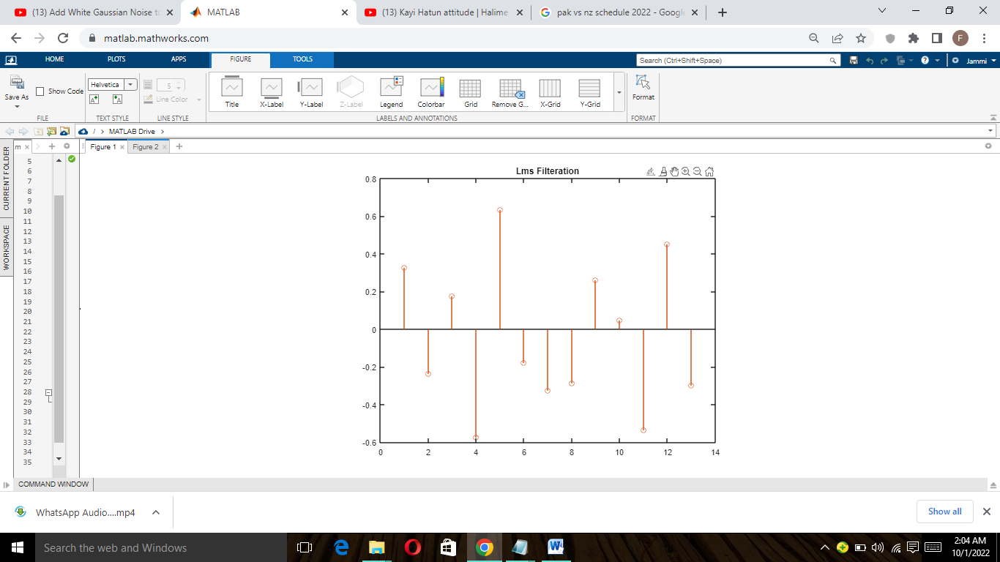 (13) Add White Gaussian Noise t
MATLAB
(13) Kayi Hatun attitude | Halime
pak vs nz schedule 2022 - Google
matlab.mathworks.com
F
HOME
PLOTS
APPS
FIGURE
TOOLS
Search (Ctrl+Shift+Space)
Jammi
Save As
Show Code
Helvetica
5
Line Color
Title
X-Label
Y-Label
Z-Label
Legend
Colorbar
Grid
Remove G...
X-Grid
Y-Grid
Format
FILE
TEXT STYLE
LINE STYLE
LABELS AND ANNOTATIONS
FORMAT
/ > MATLAB Drive >
CURRENT FOLDER
WORKSPACE
.m
Figure 1
Figure 2
5
6
7
8
9
10
11
12
13
14
15
16
17
18
19
20
21
22
23
24
25
26
27
28
29
30
31
32
33
34
35
Lms Filteration
0.8
0.6
0.4
0.2
0
-0.2
-0.4
-0.6
0 2 4 6 8 10 12 14
COMMAND WINDOW
WhatsApp Audio....mp4
Show all
Search the web and Windows
2:04 AM
10/1/2022